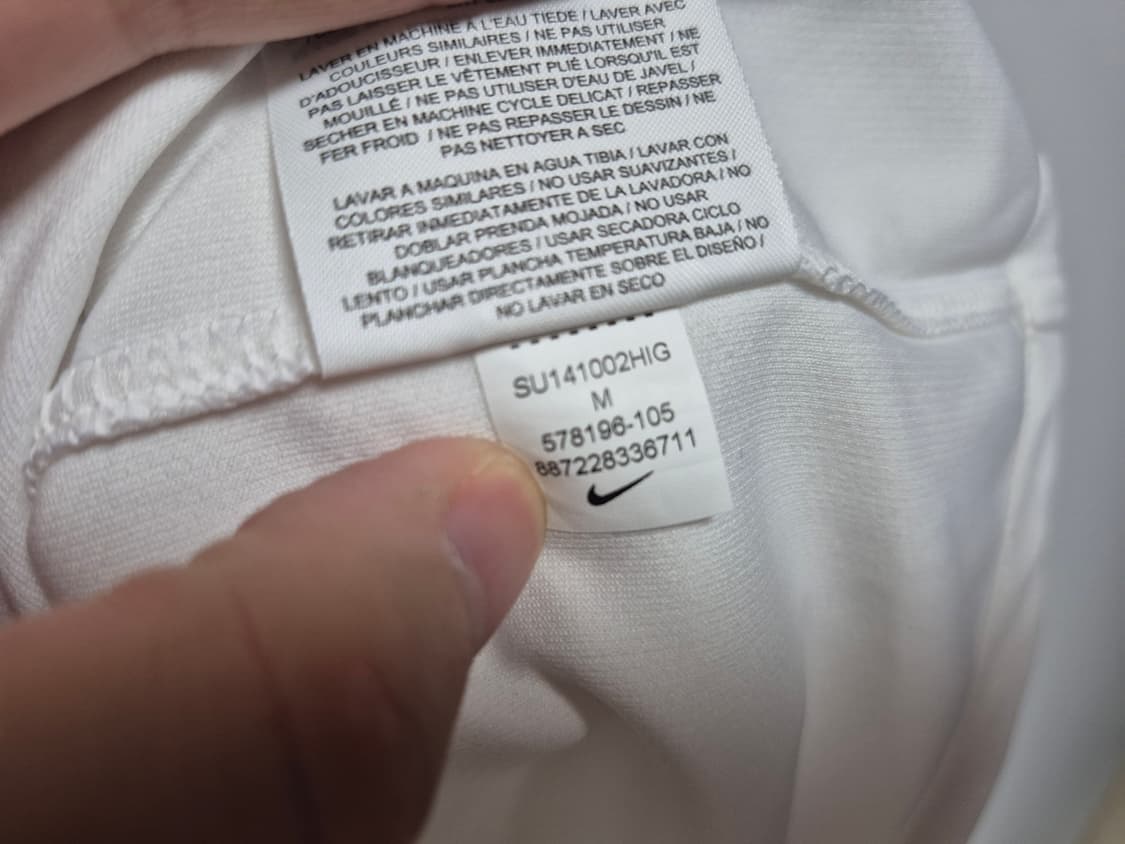 LAVER EN MACHINE A L'EAU TIEDE / LAVER AVEC
COULEURS SIMILAIRES / NE PAS UTILISER
D'ADOUCISSEUR / ENLEVER IMMEDIATEMENT / NE
PAS LAISSER LE VÊTEMENT PLIÉ LORSQU'IL EST
MOUILLÉ / NE PAS UTILISER D'EAU DE JAVEL /
SECHER EN MACHINE CYCLE DELICAT / REPASSER
FER FROID / NE PAS REPASSER LE DESSIN / NE
PAS NETTOYER A SEC
LAVAR A MAQUINA EN AGUA TIBIA / LAVAR CON
COLORES SIMILARES / NO USAR SUAVIZANTES /
RETIRAR INMEDIATAMENTE DE LA LAVADORA / NO
DOBLAR PRENDA MOJADA / NO USAR
BLANQUEADORES / USAR SECADORA CICLO
LENTO / USAR PLANCHA TEMPERATURA BAJA / NO
PLANCHAR DIRECTAMENTE SOBRE EL DISEÑO /
NO LAVAR EN SECO
SU141002HIG
M
578196-105
887228336711